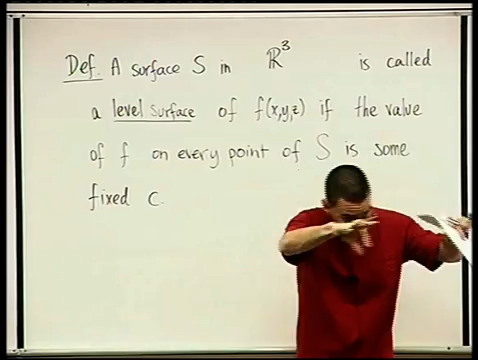 Def. A surface S in ℝ³ is called
a level surface of f(x,y,z) if the value
of f on every point of S is some
fixed c.